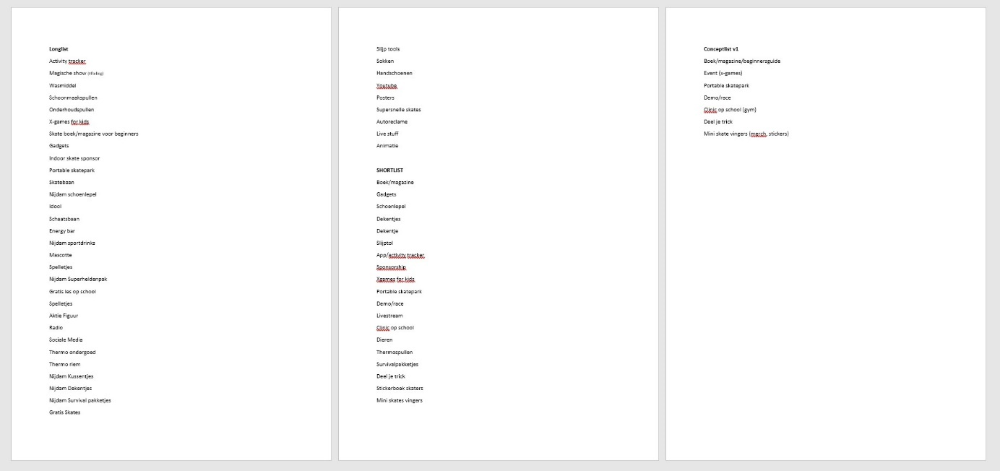 Longlist
Activity tracker
Magische show (Efteling)
Wasmiddel
Schoonmaakspullen
Onderhoudspullen
X-games for kids
Skate boek/magazine voor beginners
Gadgets
Indoor skate sponsor
Portable skatepark
Skatebaan
Nijdam schoenlepel
Idool
Schaatsbaan
Energy bar
Nijdam sportdrinks
Mascotte
Spelletjes
Nijdam Superheldenpak
Gratis les op school
Spelletjes
Aktie Figuur
Radio
Sociale Media
Thermo ondergoed
Thermo riem
Nijdam Kussentjes
Nijdam Dekentjes
Nijdam Survival pakketjes
Gratis Skates
Slijp tools
Sokken
Handschoenen
Youtube
Posters
Supersnelle skates
Autoreclame
Live stuff
Animatie
SHORTLIST
Boek/magazine
Gadgets
Schoenlepel
Dekentjes
Dekentje
Slijptol
App/activity tracker
Sponsorship
Xgames for kids
Portable skatepark
Demo/race
Livestream
Clinic op school
Dieren
Thermospullen
Survivalpakketjes
Deel je trick
Stickerboek skaters
Mini skates vingers
Conceptlist v1
Boek/magazine/beginnersguide
Event (x-games)
Portable skatepark
Demo/race
Clinic op school (gym)
Deel je trick
Mini skate vingers (merch, stickers)